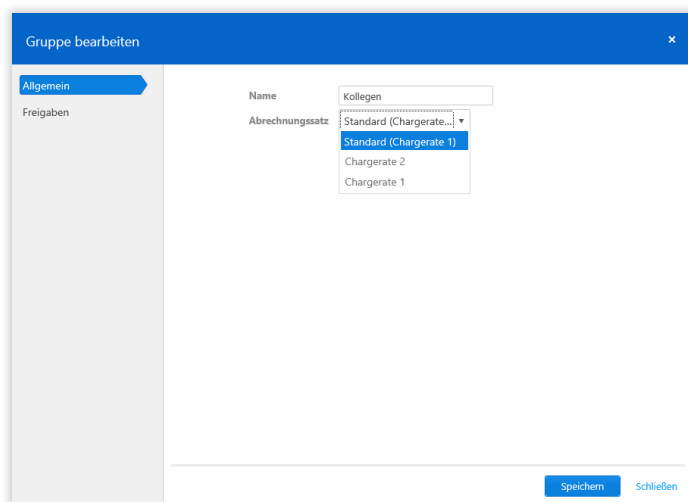 Gruppe bearbeiten ×
Allgemein
Freigaben
Name Kollegen
Abrechnungssatz Standard (Chargerate...
Standard (Chargerate 1)
Chargerate 2
Chargerate 1
Speichern Schließen